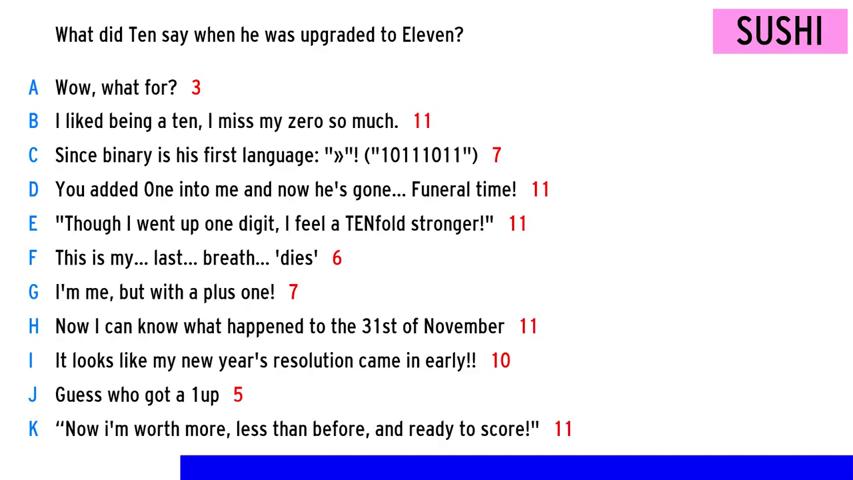 What did Ten say when he was upgraded to Eleven?
SUSHI
A Wow, what for? 3
B I liked being a ten, I miss my zero so much. 11
C Since binary is his first language: "»"! ("10111011") 7
D You added One into me and now he's gone... Funeral time! 11
E "Though I went up one digit, I feel a TENfold stronger!" 11
F This is my... last... breath... 'dies' 6
G I'm me, but with a plus one! 7
H Now I can know what happened to the 31st of November 11
I It looks like my new year's resolution came in early!! 10
J Guess who got a 1up 5
K “Now i'm worth more, less than before, and ready to score!" 11